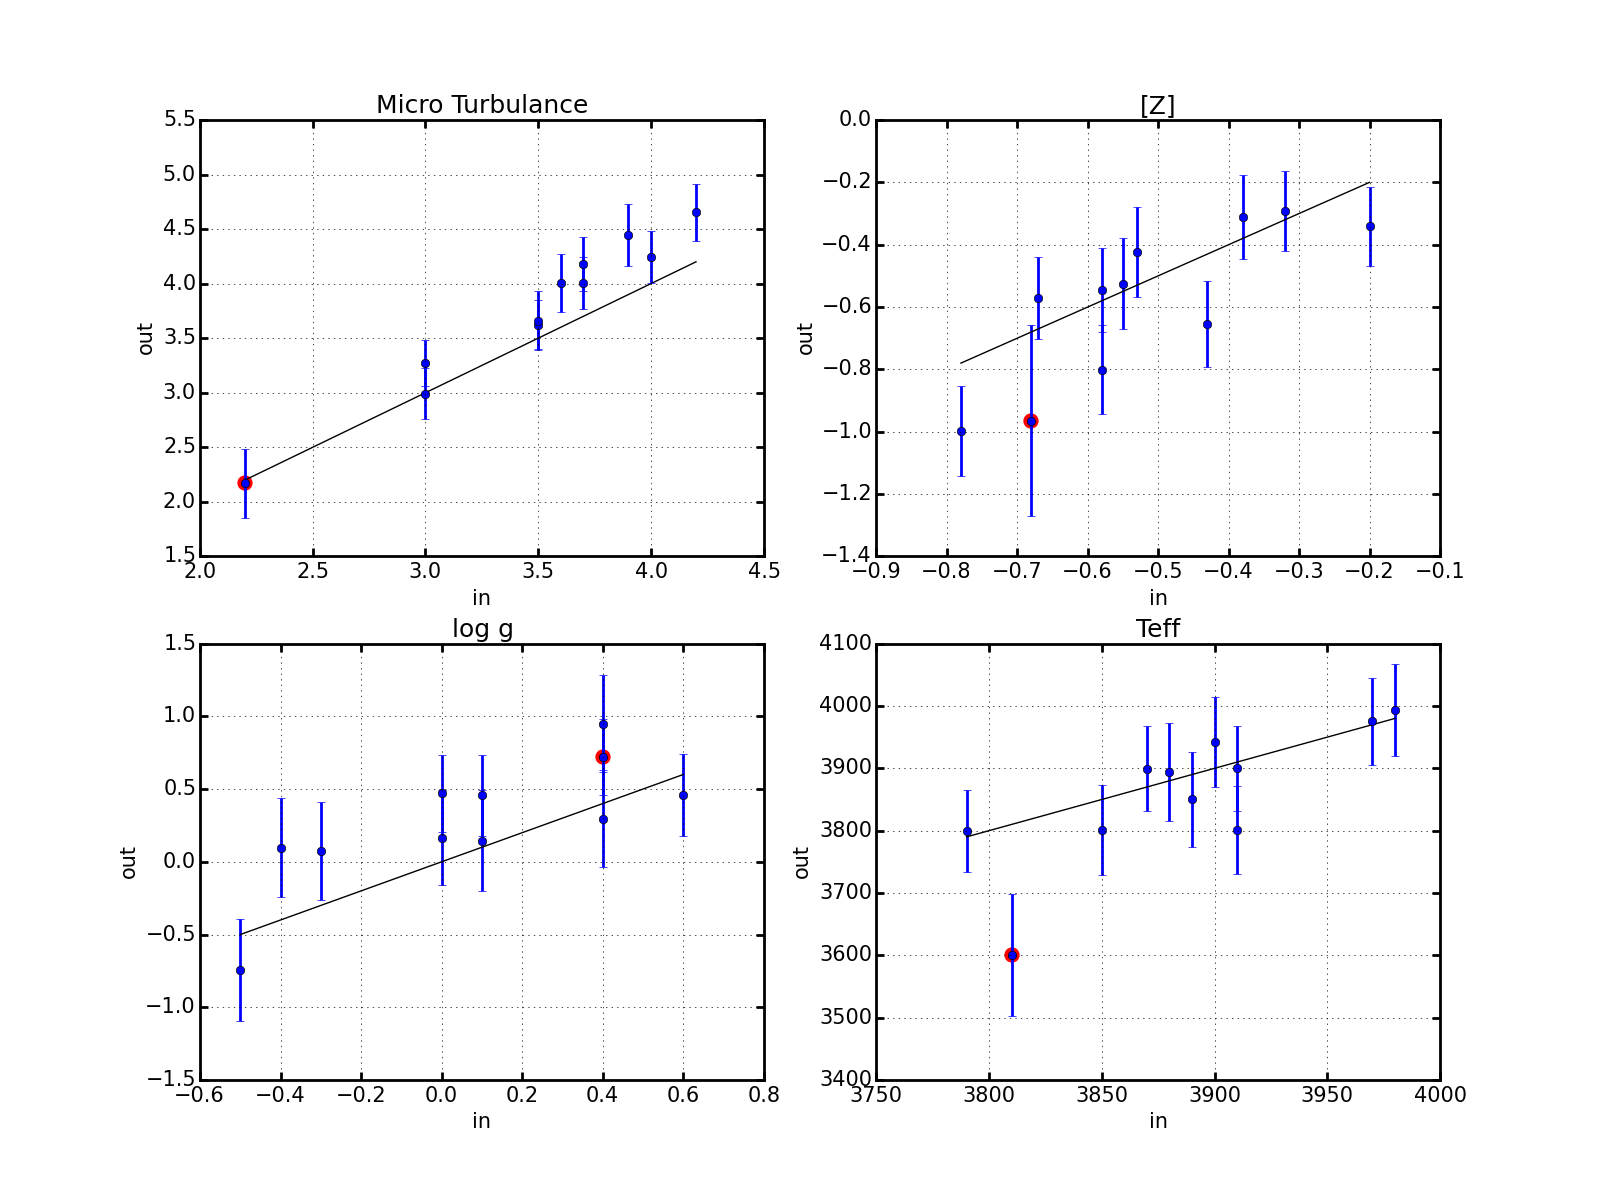 Micro Turbulance
5.5
5.0
4.5
4.0
3.5
3.0
2.5
2.0
1.5
out
2.0 2.5 3.0 3.5 4.0 4.5
in
[Z]
0.0
−0.2
−0.4
−0.6
−0.8
−1.0
−1.2
−1.4
out
−0.9 −0.8 −0.7 −0.6 −0.5 −0.4 −0.3 −0.2 −0.1
in
log g
1.5
1.0
0.5
0.0
−0.5
−1.0
−1.5
out
−0.6 −0.4 −0.2 0.0 0.2 0.4 0.6 0.8
in
Teff
4100
4000
3900
3800
3700
3600
3500
3400
out
3750 3800 3850 3900 3950 4000
in